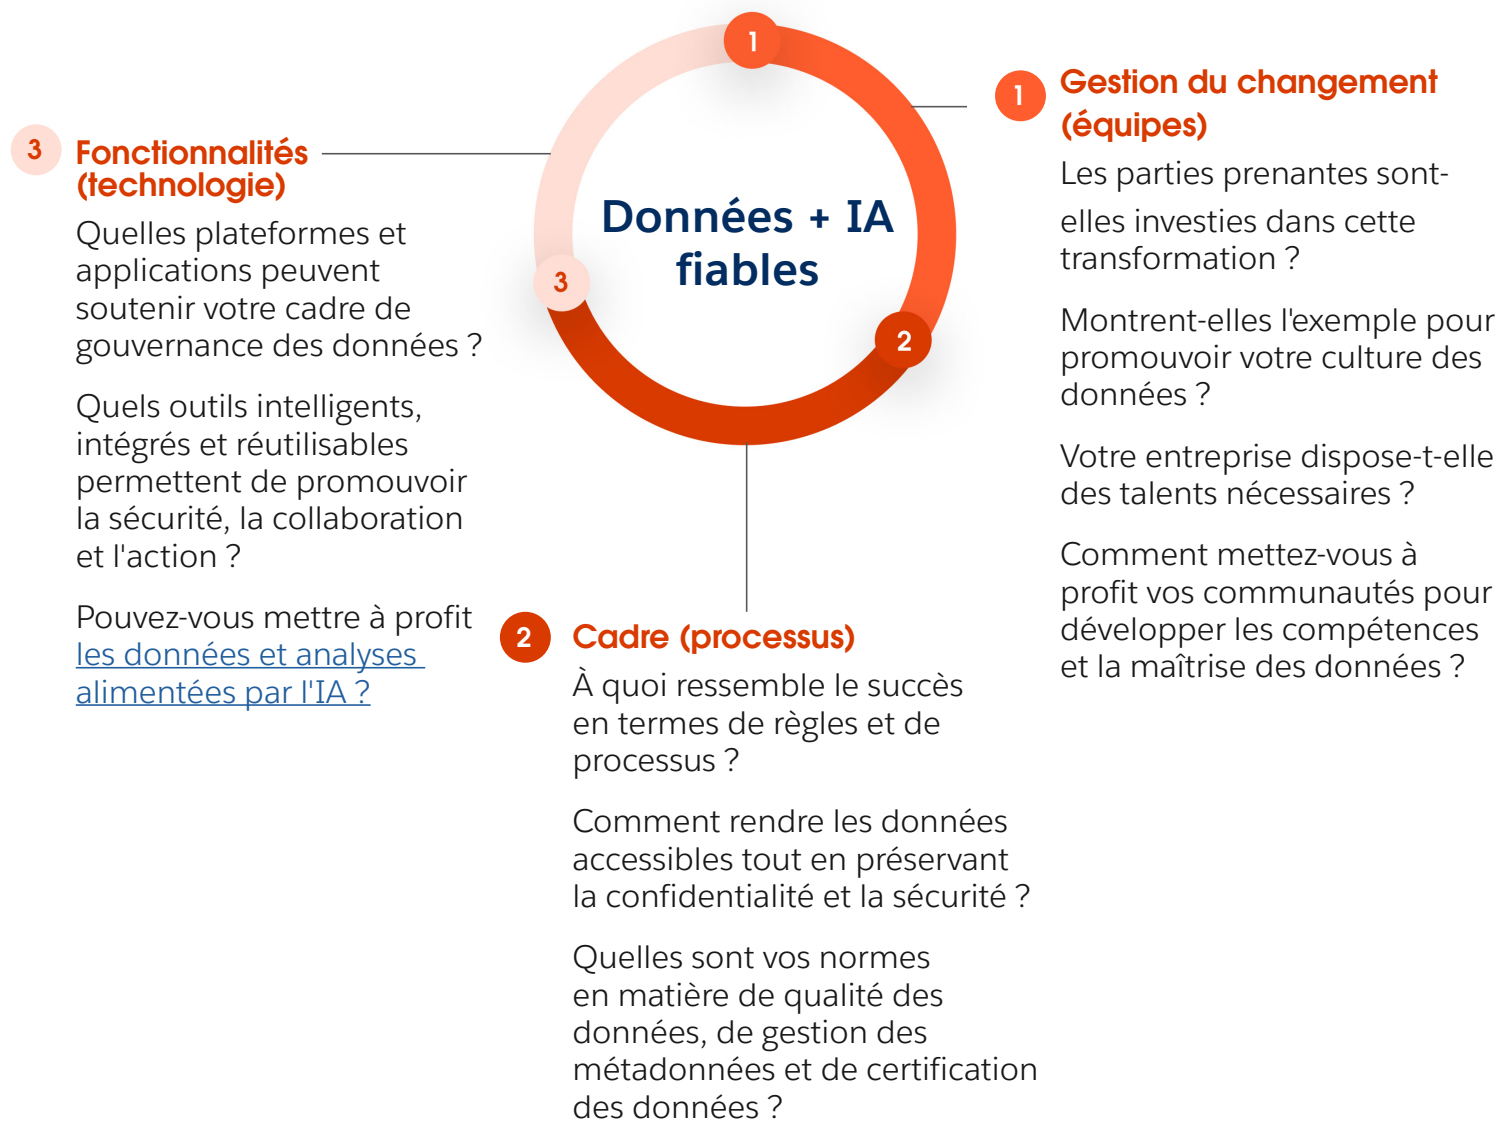 Données + IA
fiables
1
2
3
1
Gestion du changement
(équipes)
Les parties prenantes sont-
elles investies dans cette
transformation ?
Montrent-elles l'exemple pour
promouvoir votre culture des
données ?
Votre entreprise dispose-t-elle
des talents nécessaires ?
Comment mettez-vous à
profit vos communautés pour
développer les compétences
et la maîtrise des données ?
2
Cadre (processus)
À quoi ressemble le succès
en termes de règles et de
processus ?
Comment rendre les données
accessibles tout en préservant
la confidentialité et la sécurité ?
Quelles sont vos normes
en matière de qualité des
données, de gestion des
métadonnées et de certification
des données ?
3
Fonctionnalités
(technologie)
Quelles plateformes et
applications peuvent
soutenir votre cadre de
gouvernance des données ?
Quels outils intelligents,
intégrés et réutilisables
permettent de promouvoir
la sécurité, la collaboration
et l'action ?
Pouvez-vous mettre à profit
les données et analyses
alimentées par l'IA ?